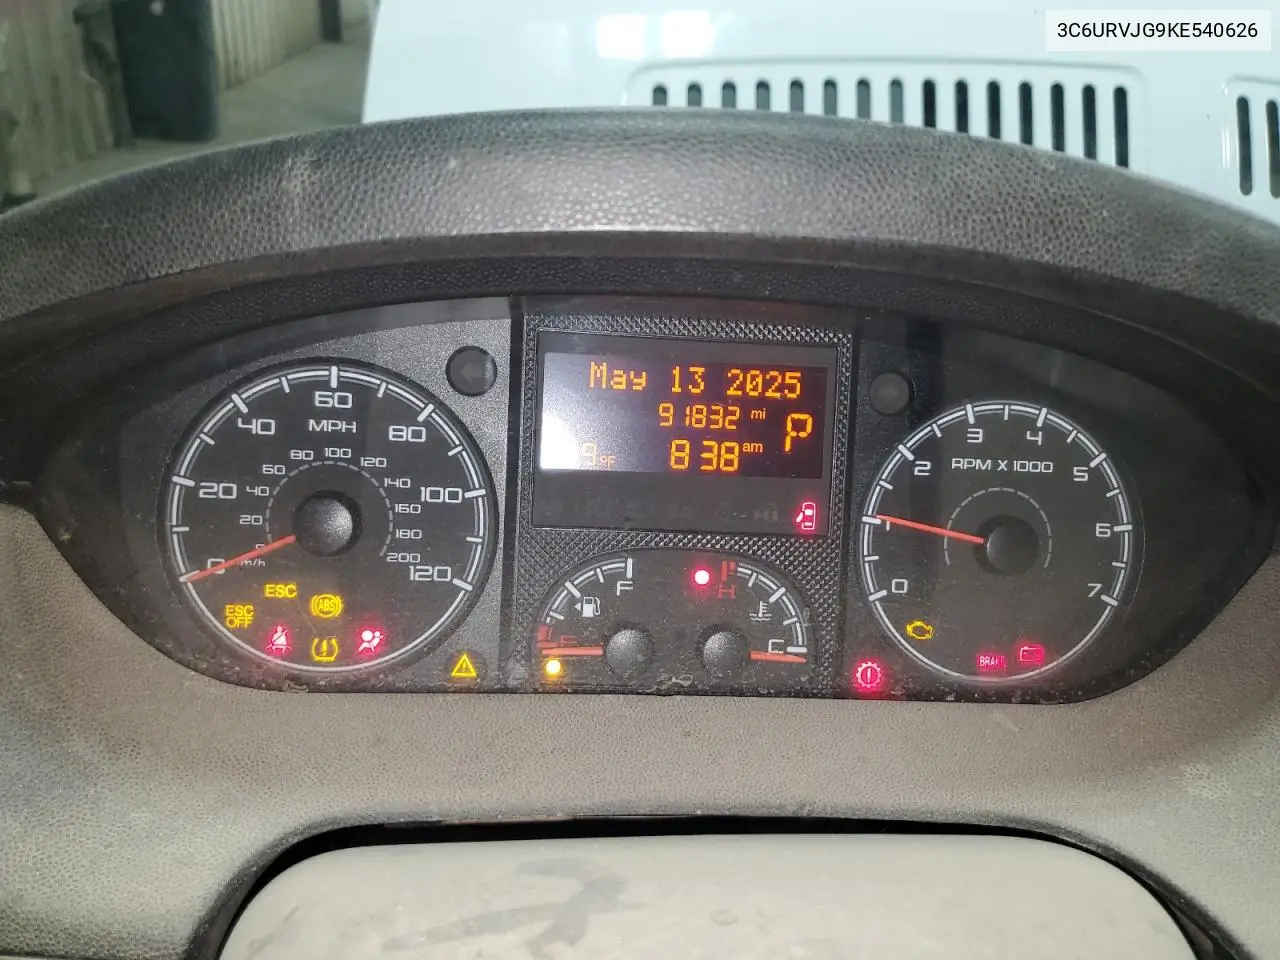 3C6URVJG9KE540626
May 13 2025
91832 mi
P
°F 838 am
60
40 MPH 80
80 100 120
60 140
20 40 160 100
20 180
0 km/h 200 120
ESC
ESC OFF
ABS
F
E
H
C
3 4
2 RPM X 1000 5
1 6
0 7
BRAKE